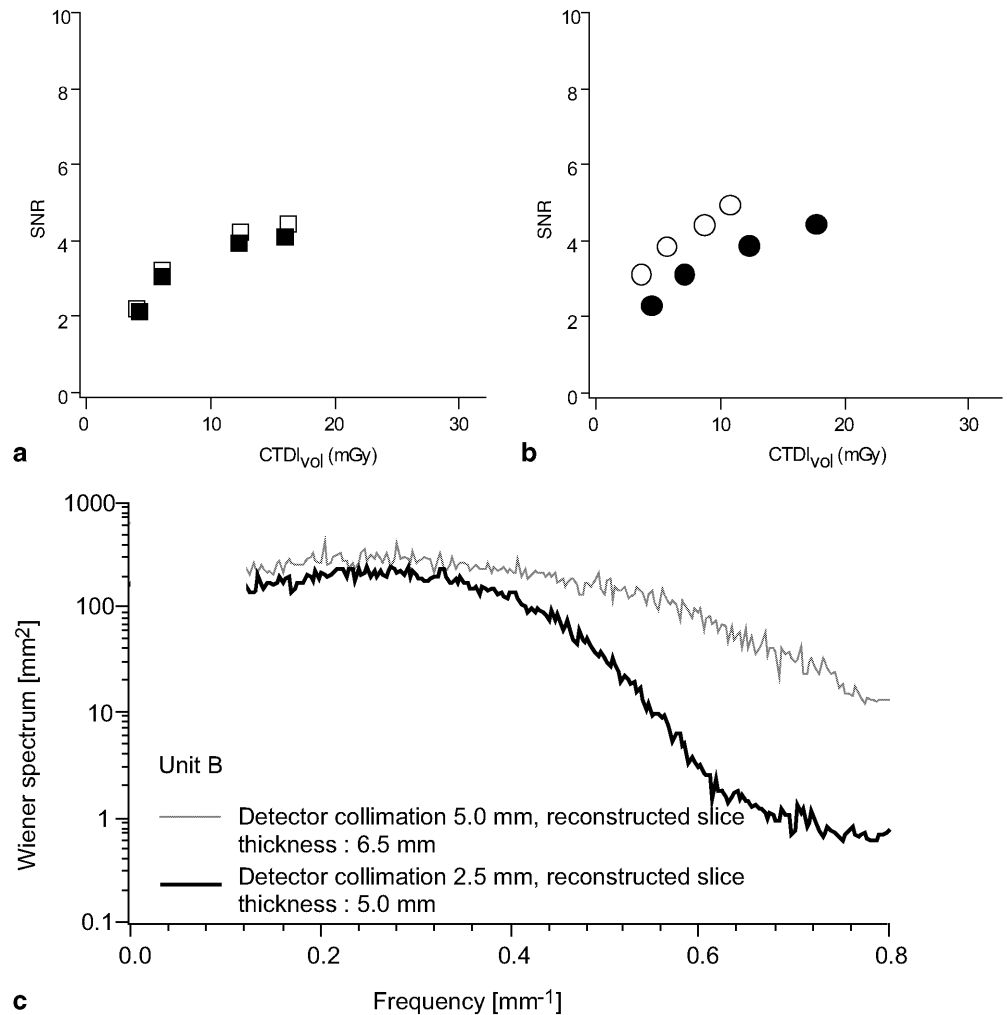 10
8
6
4
2
0
SNR
0 10 20 30
CTDIvol (mGy)
a
10
8
6
4
2
0
SNR
0 10 20 30
CTDIvol (mGy)
b
1000
100
10
1
0.1
Wiener spectrum [mm2]
Unit B
Detector collimation 5.0 mm, reconstructed slice
thickness : 6.5 mm
Detector collimation 2.5 mm, reconstructed slice
thickness : 5.0 mm
0.0 0.2 0.4 0.6 0.8
Frequency [mm-1]
c